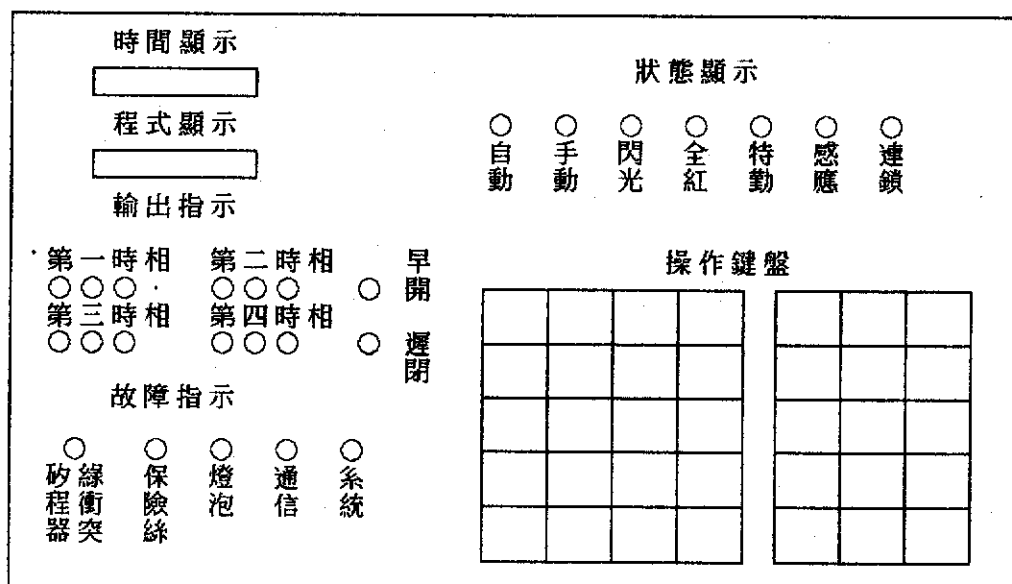 時間顯示
程式顯示
輸出指示
第一時相 第二時相 早開
第三時相 第四時相 遲閉
故障指示
綠衝突
矽程器
保險絲
燈泡
通信
系統
狀態顯示
自動
手動
閃光
全紅
特勤
感應
連鎖
操作鍵盤